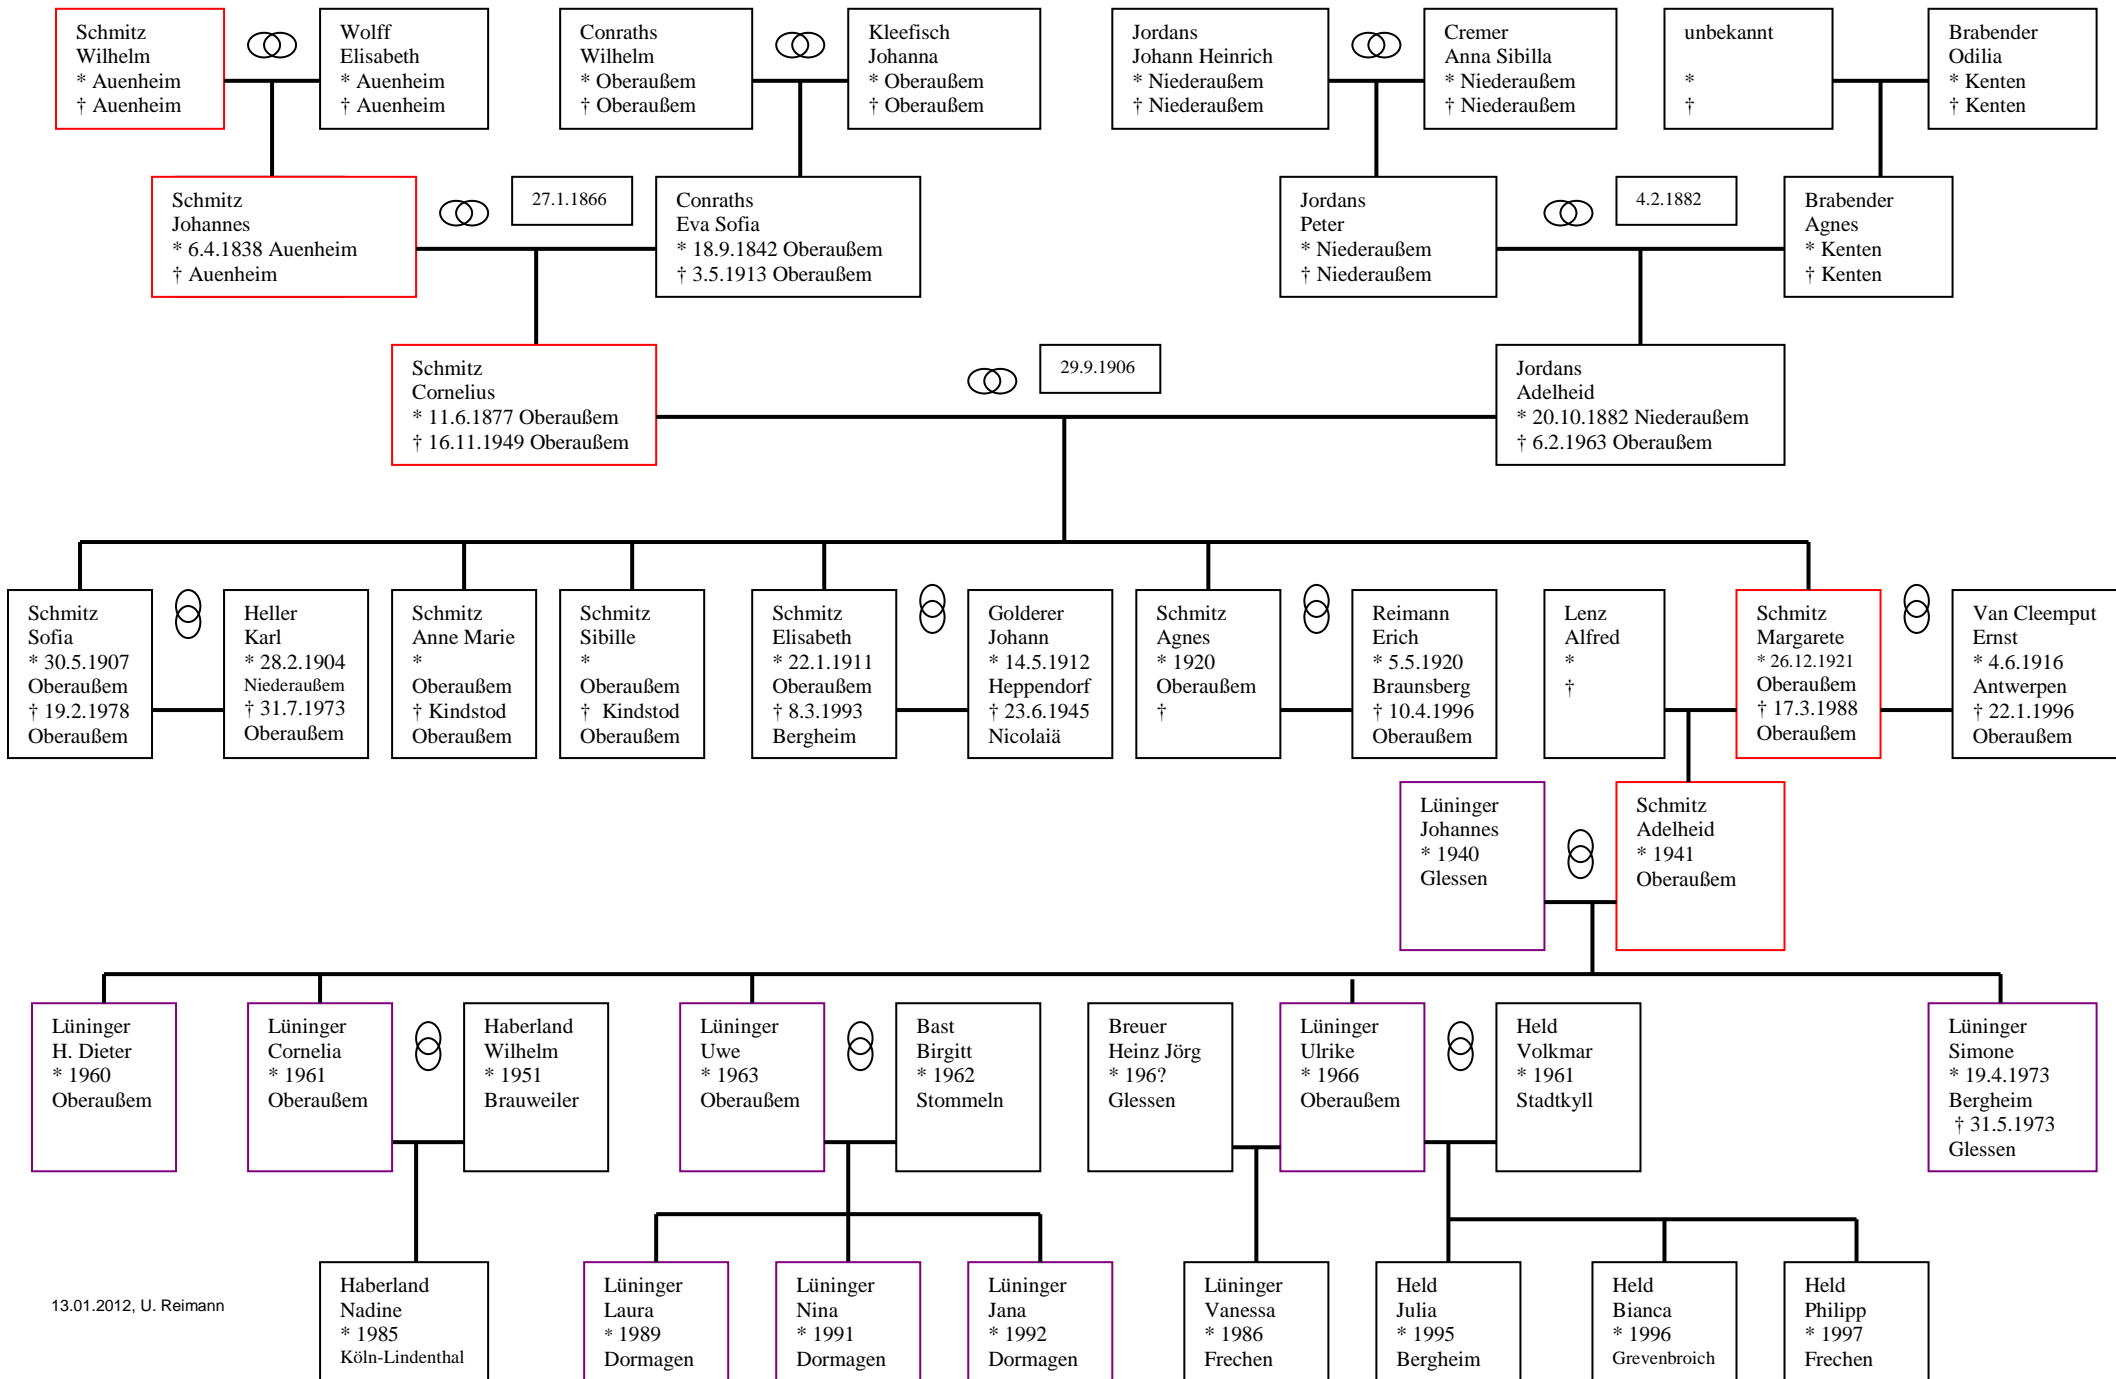 Schmitz
Wilhelm
* Auenheim
† Auenheim
Wolff
Elisabeth
* Auenheim
† Auenheim
Conraths
Wilhelm
* Oberaußem
† Oberaußem
Kleefisch
Johanna
* Oberaußem
† Oberaußem
Jordans
Johann Heinrich
* Niederaußem
† Niederaußem
Cremer
Anna Sibilla
* Niederaußem
† Niederaußem
unbekannt
*
†
Brabender
Odilia
* Kenten
† Kenten
Schmitz
Johannes
* 6.4.1838 Auenheim
† Auenheim
27.1.1866
Conraths
Eva Sofia
* 18.9.1842 Oberaußem
† 3.5.1913 Oberaußem
Jordans
Peter
* Niederaußem
† Niederaußem
4.2.1882
Brabender
Agnes
* Kenten
† Kenten
Schmitz
Cornelius
* 11.6.1877 Oberaußem
† 16.11.1949 Oberaußem
29.9.1906
Jordans
Adelheid
* 20.10.1882 Niederaußem
† 6.2.1963 Oberaußem
Schmitz
Sofia
* 30.5.1907
Oberaußem
† 19.2.1978
Oberaußem
Heller
Karl
* 28.2.1904
Niederaußem
† 31.7.1973
Oberaußem
Schmitz
Anne Marie
*
Oberaußem
† Kindstod
Oberaußem
Schmitz
Sibille
*
Oberaußem
† Kindstod
Oberaußem
Schmitz
Elisabeth
* 22.1.1911
Oberaußem
† 8.3.1993
Bergheim
Golderer
Johann
* 14.5.1912
Heppendorf
† 23.6.1945
Nicolaiä
Schmitz
Agnes
* 1920
Oberaußem
†
Reimann
Erich
* 5.5.1920
Braunsberg
† 10.4.1996
Oberaußem
Lenz
Alfred
*
†
Schmitz
Margarete
* 26.12.1921
Oberaußem
† 17.3.1988
Oberaußem
Van Cleemput
Ernst
* 4.6.1916
Antwerpen
† 22.1.1996
Oberaußem
Lüninger
Johannes
* 1940
Glessen
Schmitz
Adelheid
* 1941
Oberaußem
Lüninger
H. Dieter
* 1960
Oberaußem
Lüninger
Cornelia
* 1961
Oberaußem
Haberland
Wilhelm
* 1951
Brauweiler
Lüninger
Uwe
* 1963
Oberaußem
Bast
Birgitt
* 1962
Stommeln
Breuer
Heinz Jörg
* 196?
Glessen
Lüninger
Ulrike
* 1966
Oberaußem
Held
Volkmar
* 1961
Stadtkyll
Lüninger
Simone
* 19.4.1973
Bergheim
† 31.5.1973
Glessen
13.01.2012, U. Reimann
Haberland
Nadine
* 1985
Köln-Lindenthal
Lüninger
Laura
* 1989
Dormagen
Lüninger
Nina
* 1991
Dormagen
Lüninger
Jana
* 1992
Dormagen
Lüninger
Vanessa
* 1986
Frechen
Held
Julia
* 1995
Bergheim
Held
Bianca
* 1996
Grevenbroich
Held
Philipp
* 1997
Frechen